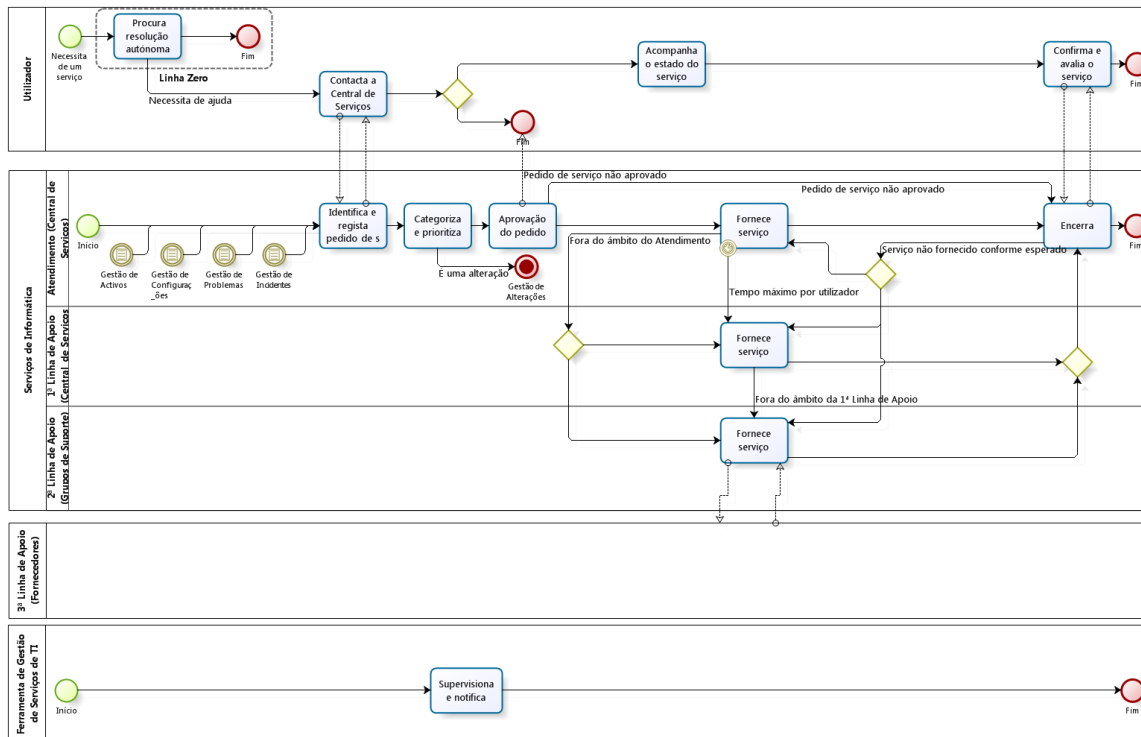 Utilizador
Necessita
de um
serviço
Procura
resolução
autónoma
Fim
Linha Zero
Necessita de ajuda
Contacta a
Central de
Serviços
Fim
Acompanha
o estado do
serviço
Confirma e
avalia o
serviço
Fim
Serviços de Informática
Atendimento (Central de
Serviços)
Início
Gestão de
Activos
Gestão de
Configuraç
_ões
Gestão de
Problemas
Gestão de
Incidentes
Identifica e
regista
pedido de s
Categoriza
e prioritiza
É uma alteração
Gestão de
Alterações
Aprovação
do pedido
Pedido de serviço não aprovado
Pedido de serviço não aprovado
Fora do âmbito do Atendimento
Fornece
serviço
Tempo máximo por utilizador
Serviço não fornecido conforme esperado
Encerra
Fim
1ª Linha de Apoio
(Central de Serviços)
Fornece
serviço
Fora do âmbito da 1ª Linha de Apoio
2ª Linha de Apoio
(Grupos de Suporte)
Fornece
serviço
3ª Linha de Apoio
(Fornecedores)
Ferramenta de Gestão
de Serviços de TI
Início
Supervisiona
e notifica
Fim